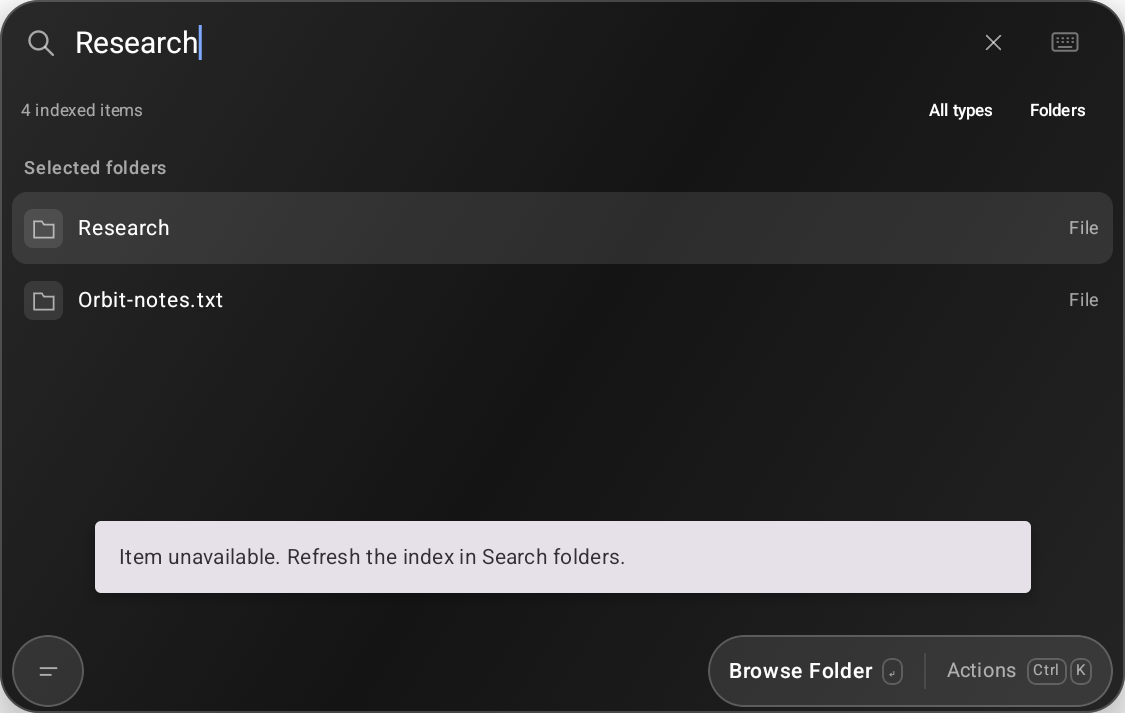 Research
4 indexed items
All types
Folders
Selected folders
Research
File
Orbit-notes.txt
File
Item unavailable. Refresh the index in Search folders.
Browse Folder ↲
Actions Ctrl K